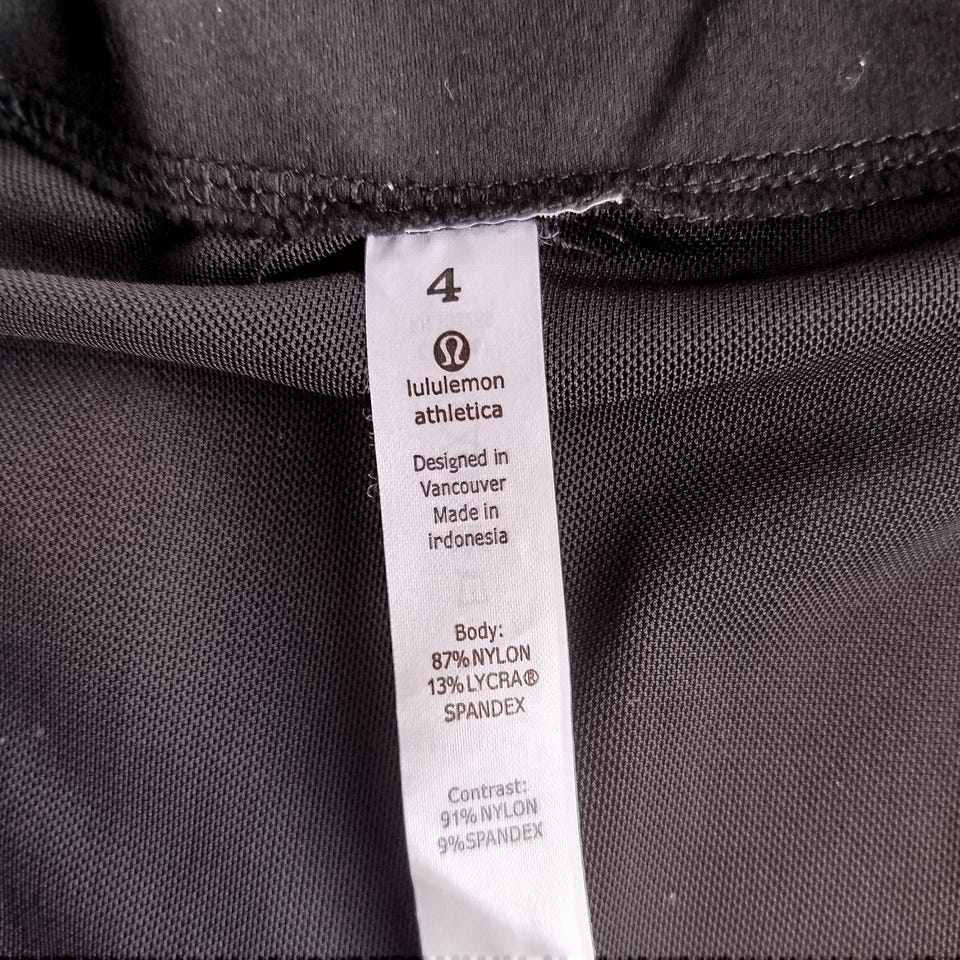 4
lululemon
athletica
Designed in
Vancouver
Made in
irdonesia
Body:
87% NYLON
13% LYCRA®
SPANDEX
Contrast:
91% NYLON
9% SPANDEX